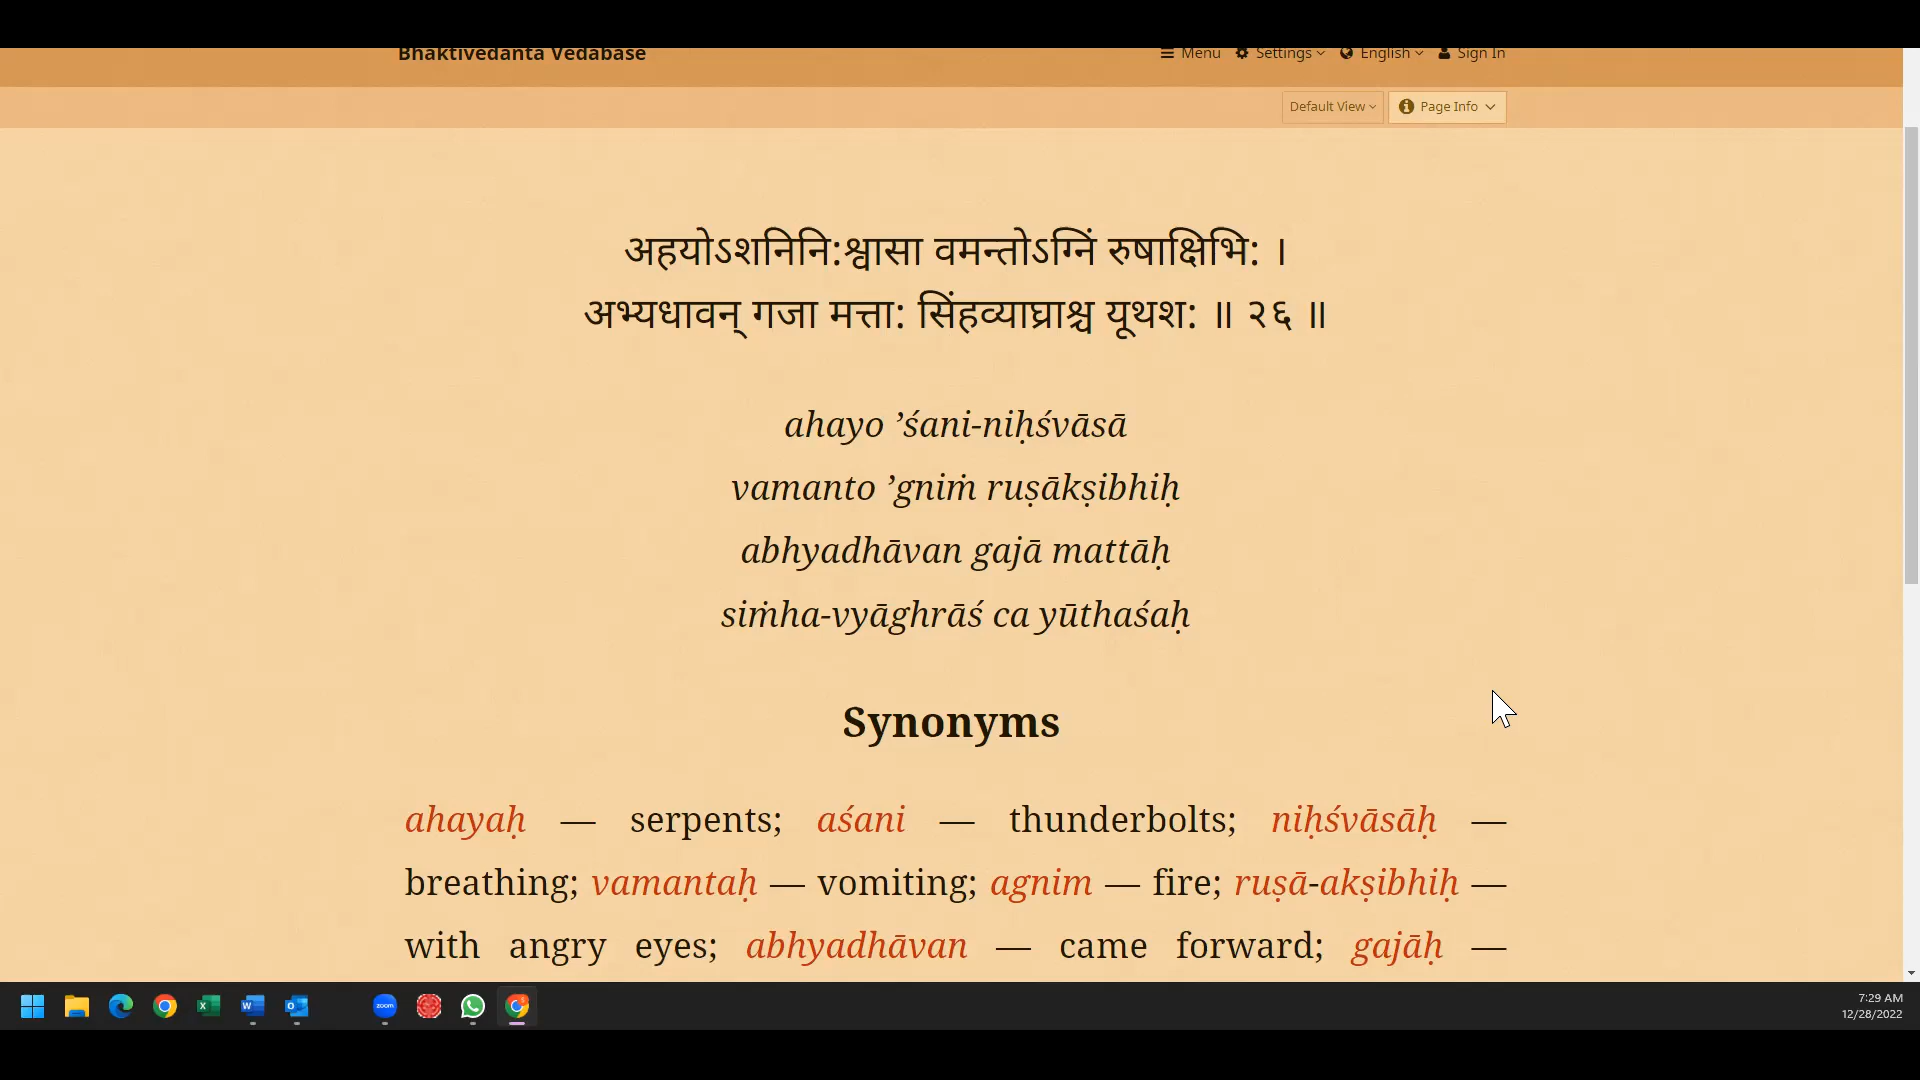 Bhaktivedanta Vedabase
Menu Settings English Sign In
Default View Page Info
अहयोऽशनिनि:श्वासा वमन्तोऽग्निं रुषाक्षिभि: ।
अभ्यधावन् गजा मत्ता: सिंहव्याघ्राश्च यूथश: ॥ २६ ॥
ahayo ’śani-niḥśvāsā
vamanto ’gniṁ ruṣākṣibhiḥ
abhyadhāvan gajā mattāḥ
siṁha-vyāghrāś ca yūthaśaḥ
Synonyms
ahayaḥ — serpents; aśani — thunderbolts; niḥśvāsāḥ —
breathing; vamantaḥ — vomiting; agnim — fire; ruṣā-akṣibhiḥ —
with angry eyes; abhyadhāvan — came forward; gajāḥ —
zoom
7:29 AM
12/28/2022